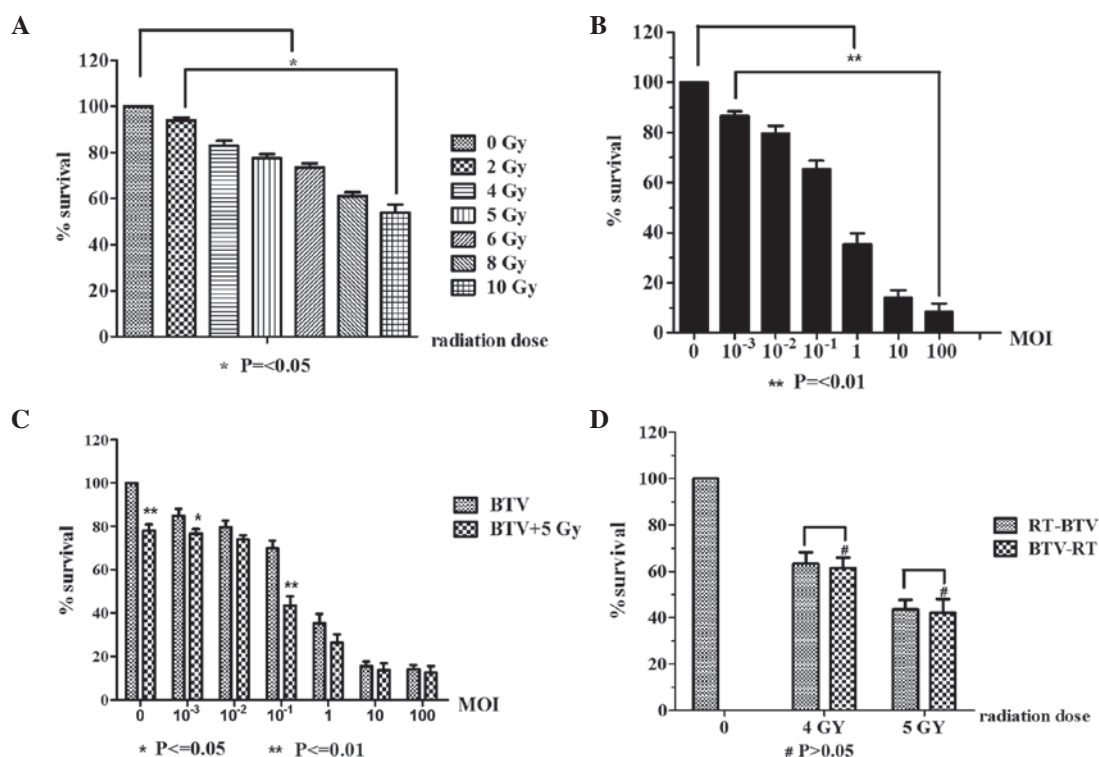 A
120
100
80
60
40
20
0
% survival
*
0 Gy
2 Gy
4 Gy
5 Gy
6 Gy
8 Gy
10 Gy
radiation dose
* P=<0.05
B
120
100
80
60
40
20
0
% survival
**
0 10⁻³ 10⁻² 10⁻¹ 1 10 100 MOI
** P=<0.01
C
120
100
80
60
40
20
0
% survival
** * **
BTV
BTV+5 Gy
0 10⁻³ 10⁻² 10⁻¹ 1 10 100 MOI
* P<=0.05 ** P<=0.01
D
120
100
80
60
40
20
0
% survival
# #
RT-BTV
BTV-RT
0 4 GY 5 GY radiation dose
# P>0.05